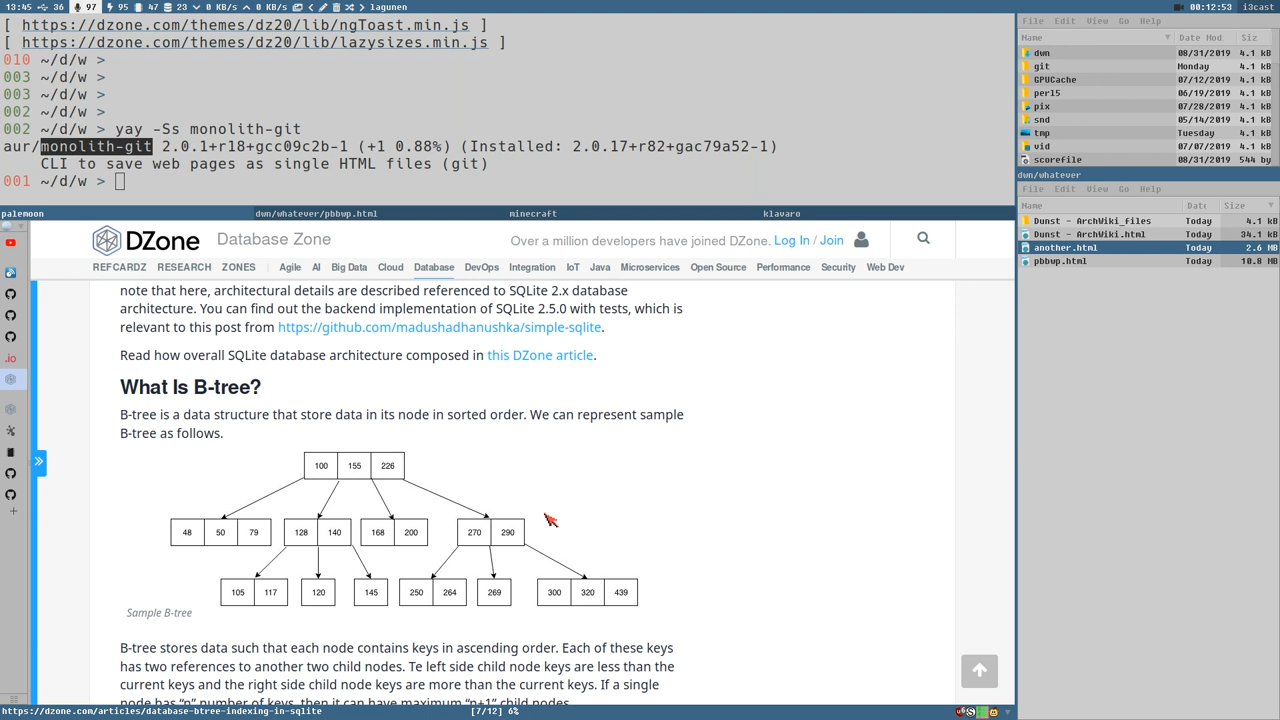 13:45 36 97 95 47 23 0 KB/s 0 KB/s lagunen
00:12:53 i3cast
[ https://dzone.com/themes/dz20/lib/ngToast.min.js ]
[ https://dzone.com/themes/dz20/lib/lazysizes.min.js ]
010 ~/d/w >
003 ~/d/w >
003 ~/d/w >
002 ~/d/w >
002 ~/d/w > yay -Ss monolith-git
aur/monolith-git 2.0.1+r18+gcc09c2b-1 (+1 0.88%) (Installed: 2.0.17+r82+gac79a52-1)
CLI to save web pages as single HTML files (git)
001 ~/d/w >
File Edit View Go Help
Name Date Mod Siz
dwn 08/31/2019 4.1 kB
git Monday 4.1 kB
GPUCache 07/12/2019 4.1 kB
perl5 06/19/2019 4.1 kB
pix 07/28/2019 4.1 kB
snd 05/14/2019 4.1 kB
tmp Tuesday 4.1 kB
vid 07/06/2019 4.1 kB
scorefile 08/31/2019 544 by
dwn/whatever
File Edit View Go Help
Name Date Size
Dunst - ArchWiki_files Today 4.1 kB
Dunst - ArchWiki.html Today 34.1 kB
another.html Today 2.6 MB
pbbwp.html Today 10.8 MB
palemoon dwn/whatever/pbbwp.html minecraft klavaro
DZone Database Zone
Over a million developers have joined DZone. Log In / Join
REFCARDZ RESEARCH ZONES | Agile AI Big Data Cloud Database DevOps Integration IoT Java Microservices Open Source Performance Security Web Dev
note that here, architectural details are described referenced to SQLite 2.x database
architecture. You can find out the backend implementation of SQLite 2.5.0 with tests, which is
relevant to this post from https://github.com/madushadhanushka/simple-sqlite.
Read how overall SQLite database architecture composed in this DZone article.
What Is B-tree?
B-tree is a data structure that store data in its node in sorted order. We can represent sample
B-tree as follows.
100 155 226
48 50 79 128 140 168 200 270 290
105 117 120 145 250 264 269 300 320 439
Sample B-tree
B-tree stores data such that each node contains keys in ascending order. Each of these keys
has two references to another two child nodes. Te left side child node keys are less than the
current keys and the right side child node keys are more than the current keys. If a single
node has “n” number of keys, then it can have maximum “n+1” child nodes.
.io
https://dzone.com/articles/database-btree-indexing-in-sqlite [7/12] 6%